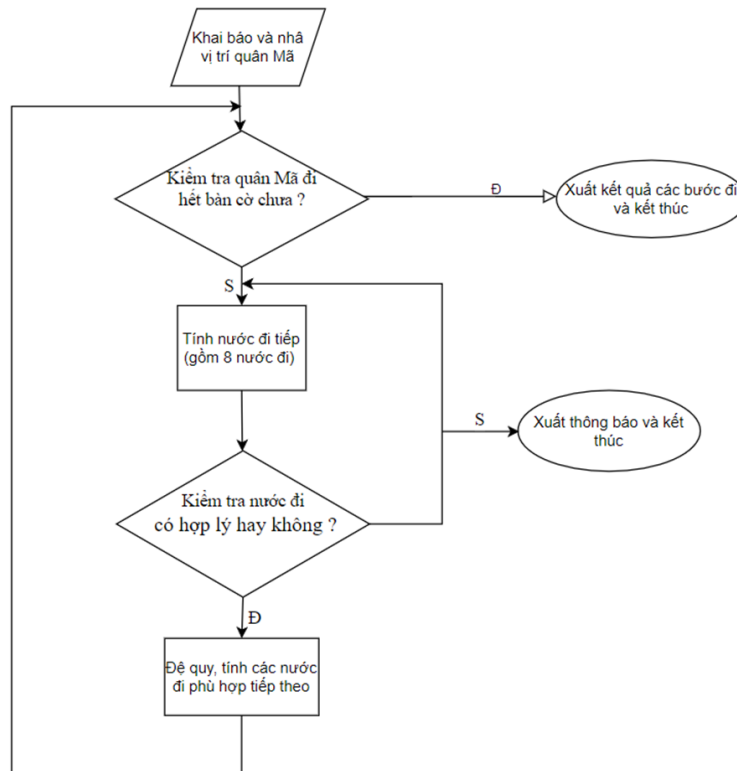 Khai báo và nhâ
vị trí quân Mã
Kiểm tra quân Mã đi
hết bàn cờ chưa ?
Đ
Xuất kết quả các bước đi
và kết thúc
S
Tính nước đi tiếp
(gồm 8 nước đi)
S
Xuất thông báo và kết
thúc
Kiểm tra nước đi
có hợp lý hay không ?
Đ
Đệ quy, tính các nước
đi phù hợp tiếp theo